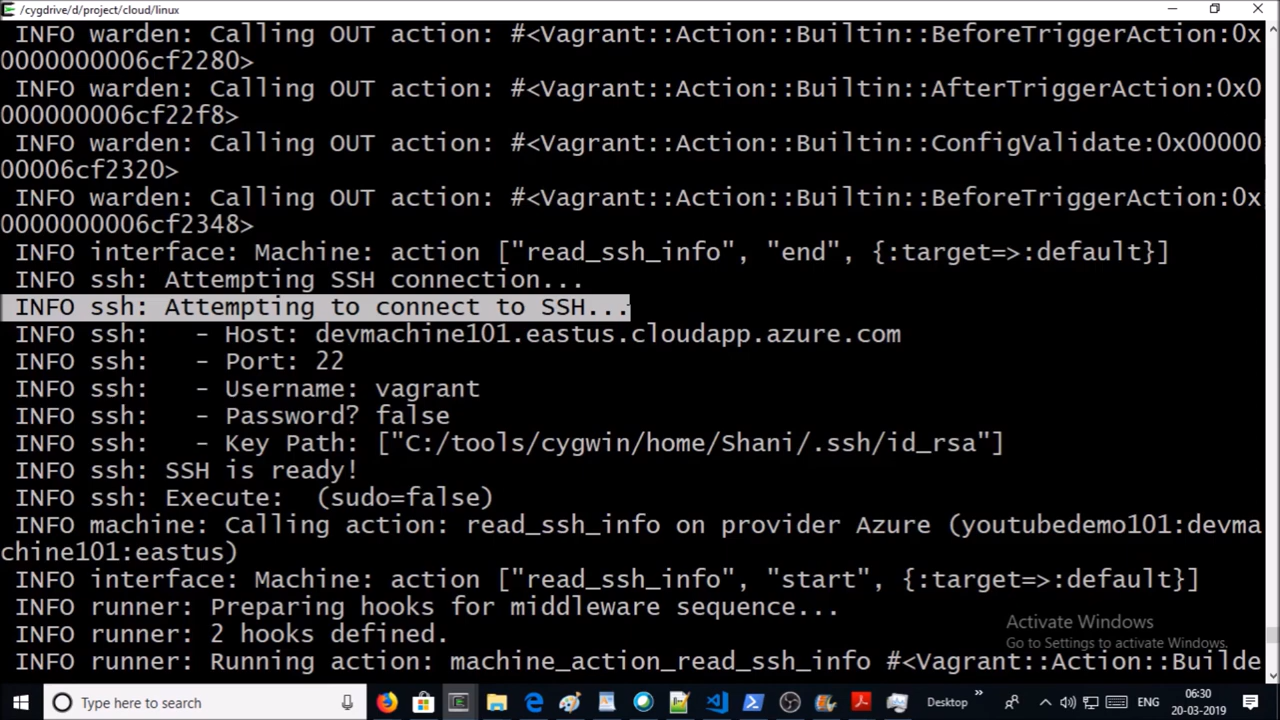 /cygdrive/d/project/cloud/linux
INFO warden: Calling OUT action: #<Vagrant::Action::Builtin::BeforeTriggerAction:0x
0000000006cf2280>
INFO warden: Calling OUT action: #<Vagrant::Action::Builtin::AfterTriggerAction:0x0
000000006cf22f8>
INFO warden: Calling OUT action: #<Vagrant::Action::Builtin::ConfigValidate:0x00000
00006cf2320>
INFO warden: Calling OUT action: #<Vagrant::Action::Builtin::BeforeTriggerAction:0x
0000000006cf2348>
INFO interface: Machine: action ["read_ssh_info", "end", {:target=>:default}]
INFO ssh: Attempting SSH connection...
INFO ssh: Attempting to connect to SSH...
INFO ssh:   - Host: devmachine101.eastus.cloudapp.azure.com
INFO ssh:   - Port: 22
INFO ssh:   - Username: vagrant
INFO ssh:   - Password? false
INFO ssh:   - Key Path: ["C:/tools/cygwin/home/Shani/.ssh/id_rsa"]
INFO ssh: SSH is ready!
INFO ssh: Execute:  (sudo=false)
INFO machine: Calling action: read_ssh_info on provider Azure (youtubedemo101:devma
chine101:eastus)
INFO interface: Machine: action ["read_ssh_info", "start", {:target=>:default}]
INFO runner: Preparing hooks for middleware sequence...
INFO runner: 2 hooks defined.
INFO runner: Running action: machine_action_read_ssh_info #<Vagrant::Action::Builde
Activate Windows
Go to Settings to activate Windows.
Type here to search
Desktop
ENG
06:30
20-03-2019